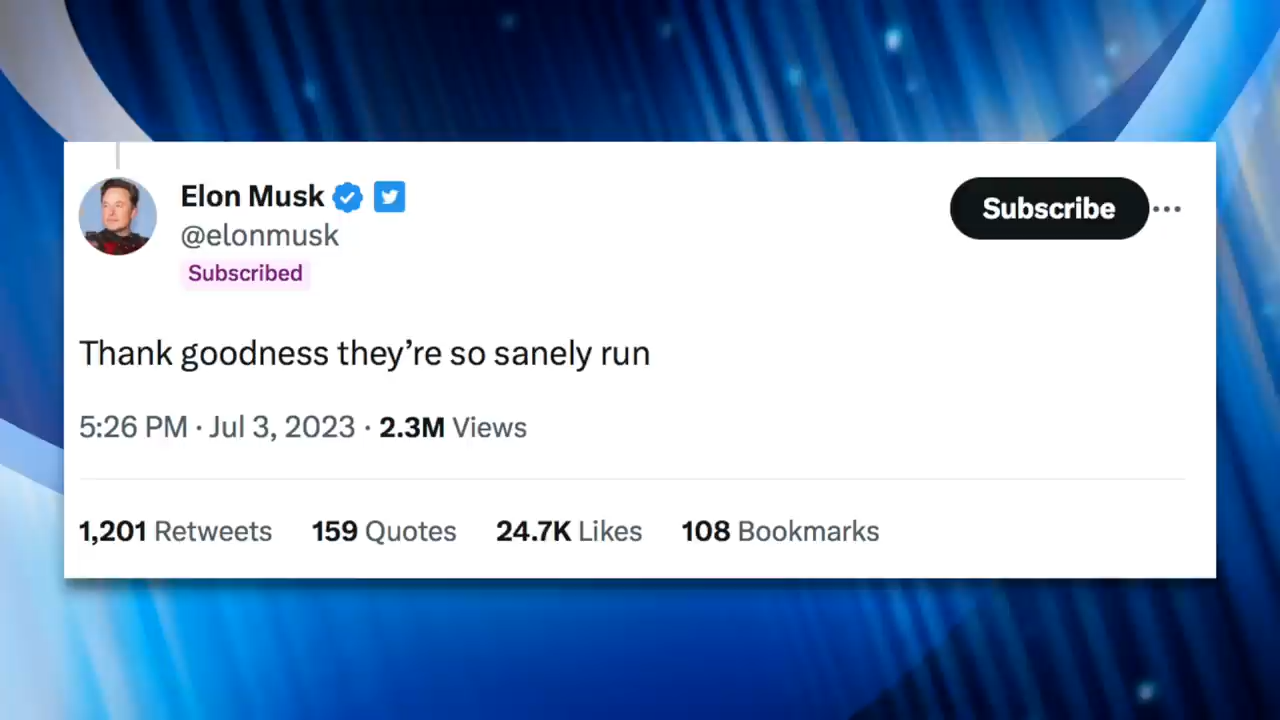 Elon Musk
Subscribe
@elonmusk
Subscribed
Thank goodness they’re so sanely run
5:26 PM · Jul 3, 2023 · 2.3M Views
1,201 Retweets 159 Quotes 24.7K Likes 108 Bookmarks